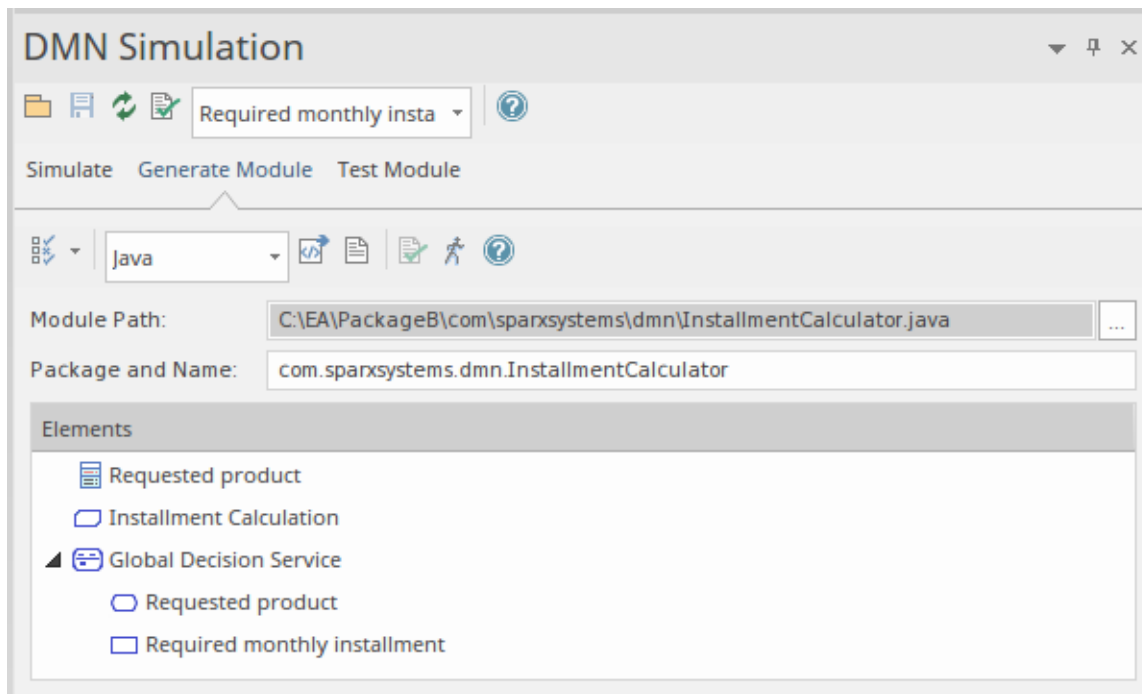 DMN Simulation
Required monthly insta
Simulate Generate Module Test Module
Java
Module Path: C:\EA\PackageB\com\sparxsystems\dmn\InstallmentCalculator.java ...
Package and Name: com.sparxsystems.dmn.InstallmentCalculator
Elements
Requested product
Installment Calculation
Global Decision Service
Requested product
Required monthly installment